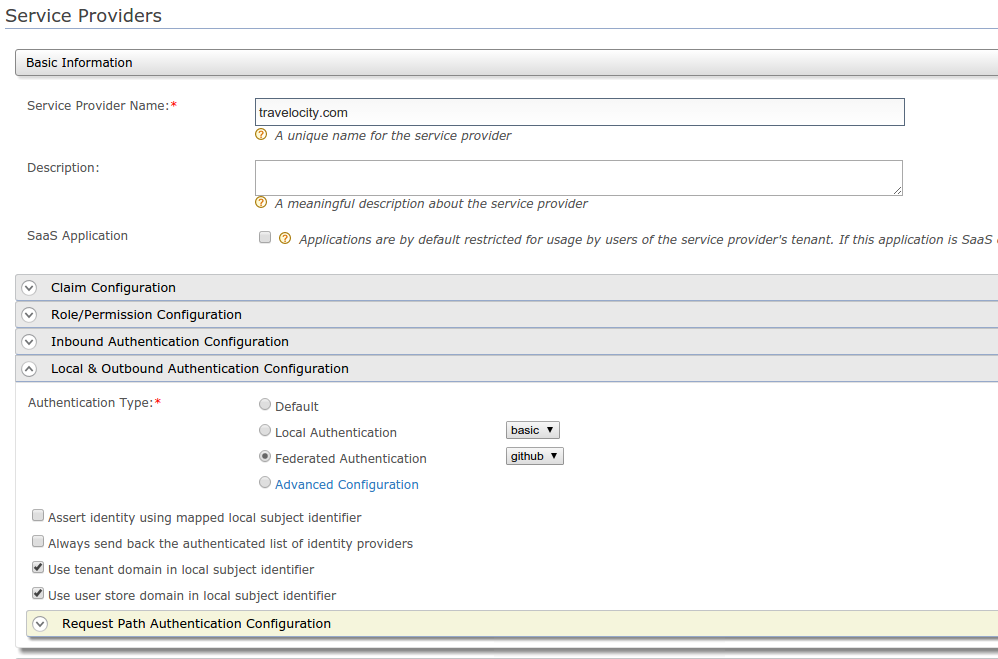 Service Providers
Basic Information
Service Provider Name:*
travelocity.com
A unique name for the service provider
Description:
A meaningful description about the service provider
SaaS Application
Applications are by default restricted for usage by users of the service provider's tenant. If this application is SaaS
Claim Configuration
Role/Permission Configuration
Inbound Authentication Configuration
Local & Outbound Authentication Configuration
Authentication Type:*
Default
Local Authentication basic
Federated Authentication github
Advanced Configuration
Assert identity using mapped local subject identifier
Always send back the authenticated list of identity providers
Use tenant domain in local subject identifier
Use user store domain in local subject identifier
Request Path Authentication Configuration